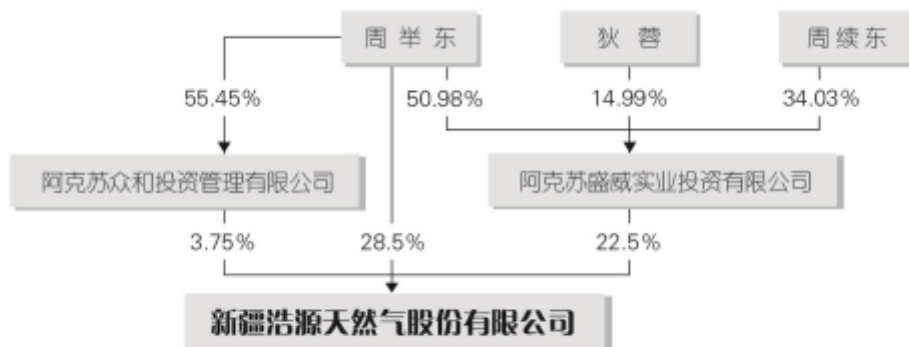 周举东
狄蓉
周续东
55.45%
50.98%
14.99%
34.03%
阿克苏众和投资管理有限公司
阿克苏盛威实业投资有限公司
3.75%
28.5%
22.5%
新疆浩源天然气股份有限公司